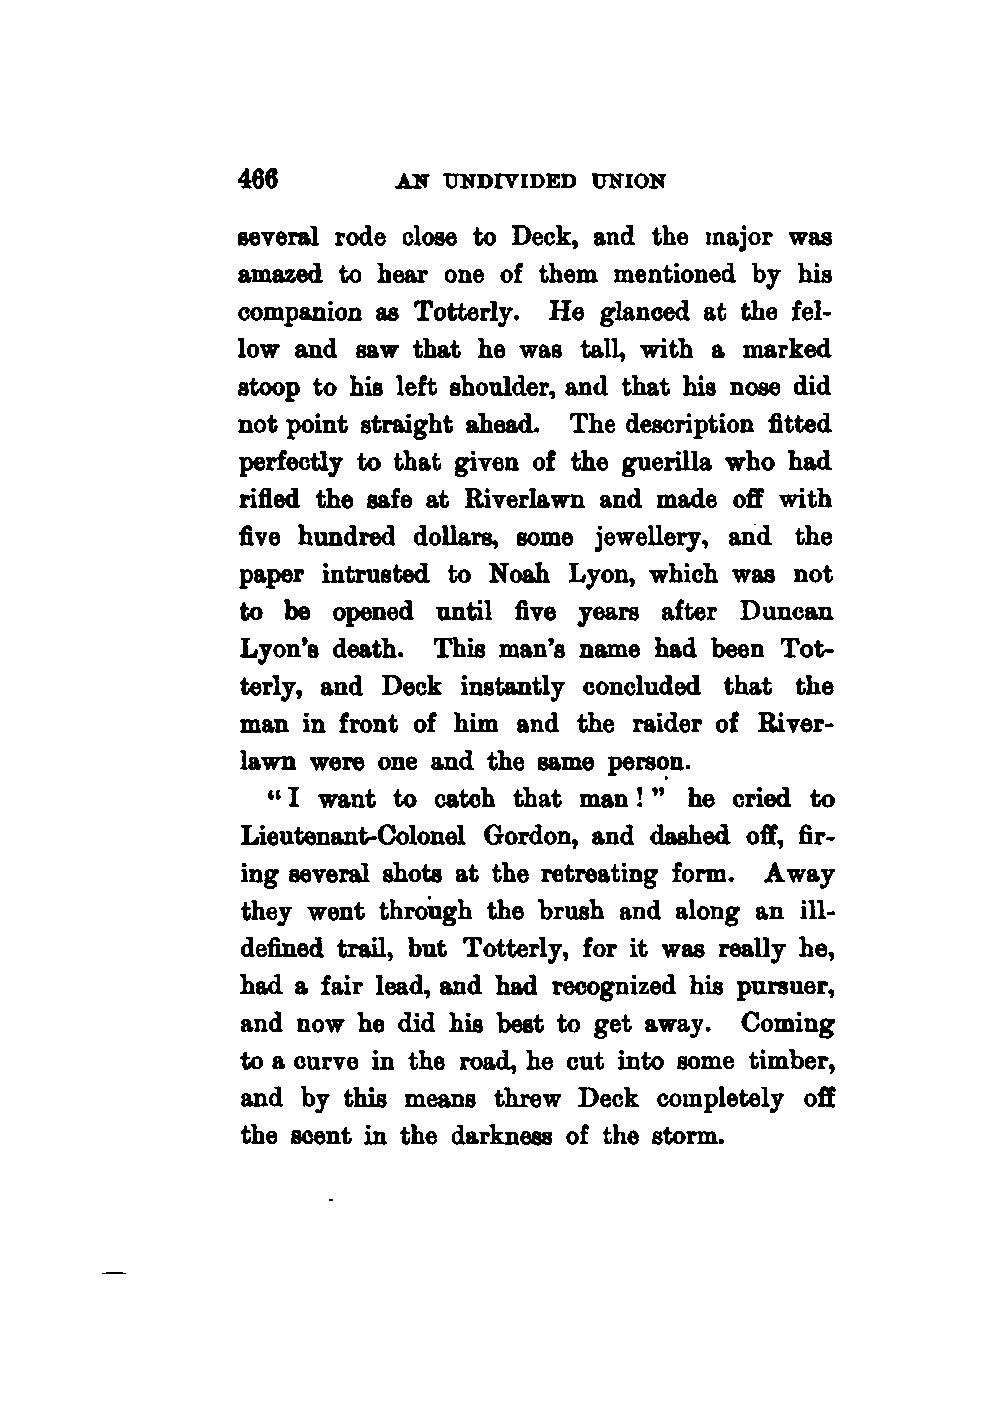 466 AN UNDIVIDED UNION
several rode close to Deck, and the major was
amazed to hear one of them mentioned by his
companion as Totterly. He glanced at the fel-
low and saw that he was tall, with a marked
stoop to his left shoulder, and that his nose did
not point straight ahead. The description fitted
perfectly to that given of the guerilla who had
rifled the safe at Riverlawn and made off with
five hundred dollars, some jewellery, and the
paper intrusted to Noah Lyon, which was not
to be opened until five years after Duncan
Lyon's death. This man's name had been Tot-
terly, and Deck instantly concluded that the
man in front of him and the raider of River-
lawn were one and the same person.
"I want to catch that man!" he cried to
Lieutenant-Colonel Gordon, and dashed off, fir-
ing several shots at the retreating form. Away
they went through the brush and along an ill-
defined trail, but Totterly, for it was really he,
had a fair lead, and had recognized his pursuer,
and now he did his best to get away. Coming
to a curve in the road, he cut into some timber,
and by this means threw Deck completely off
the scent in the darkness of the storm.